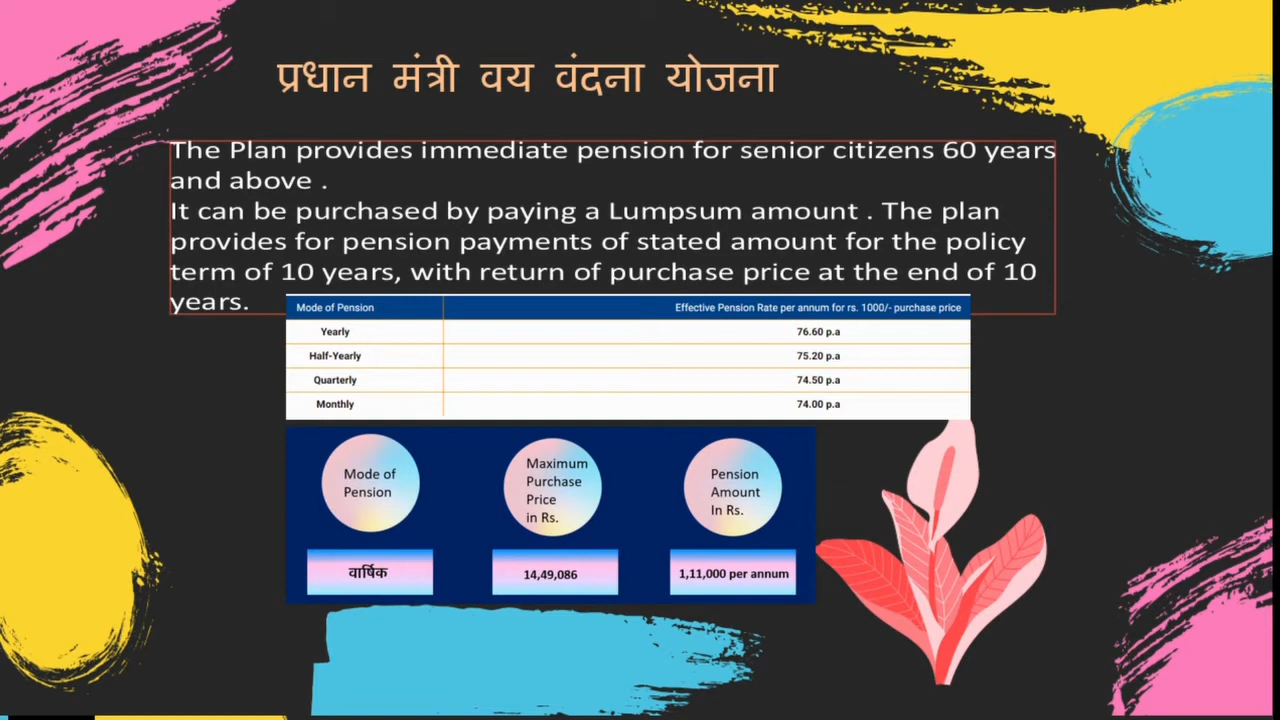 प्रधान मंत्री वय वंदना योजना
The Plan provides immediate pension for senior citizens 60 years
and above .
It can be purchased by paying a Lumpsum amount . The plan
provides for pension payments of stated amount for the policy
term of 10 years, with return of purchase price at the end of 10
years.
Mode of Pension Effective Pension Rate per annum for rs. 1000/- purchase price
Yearly 76.60 p.a
Half-Yearly 75.20 p.a
Quarterly 74.50 p.a
Monthly 74.00 p.a
Mode of
Pension
Maximum
Purchase
Price
in Rs.
Pension
Amount
In Rs.
वार्षिक 14,49,086 1,11,000 per annum